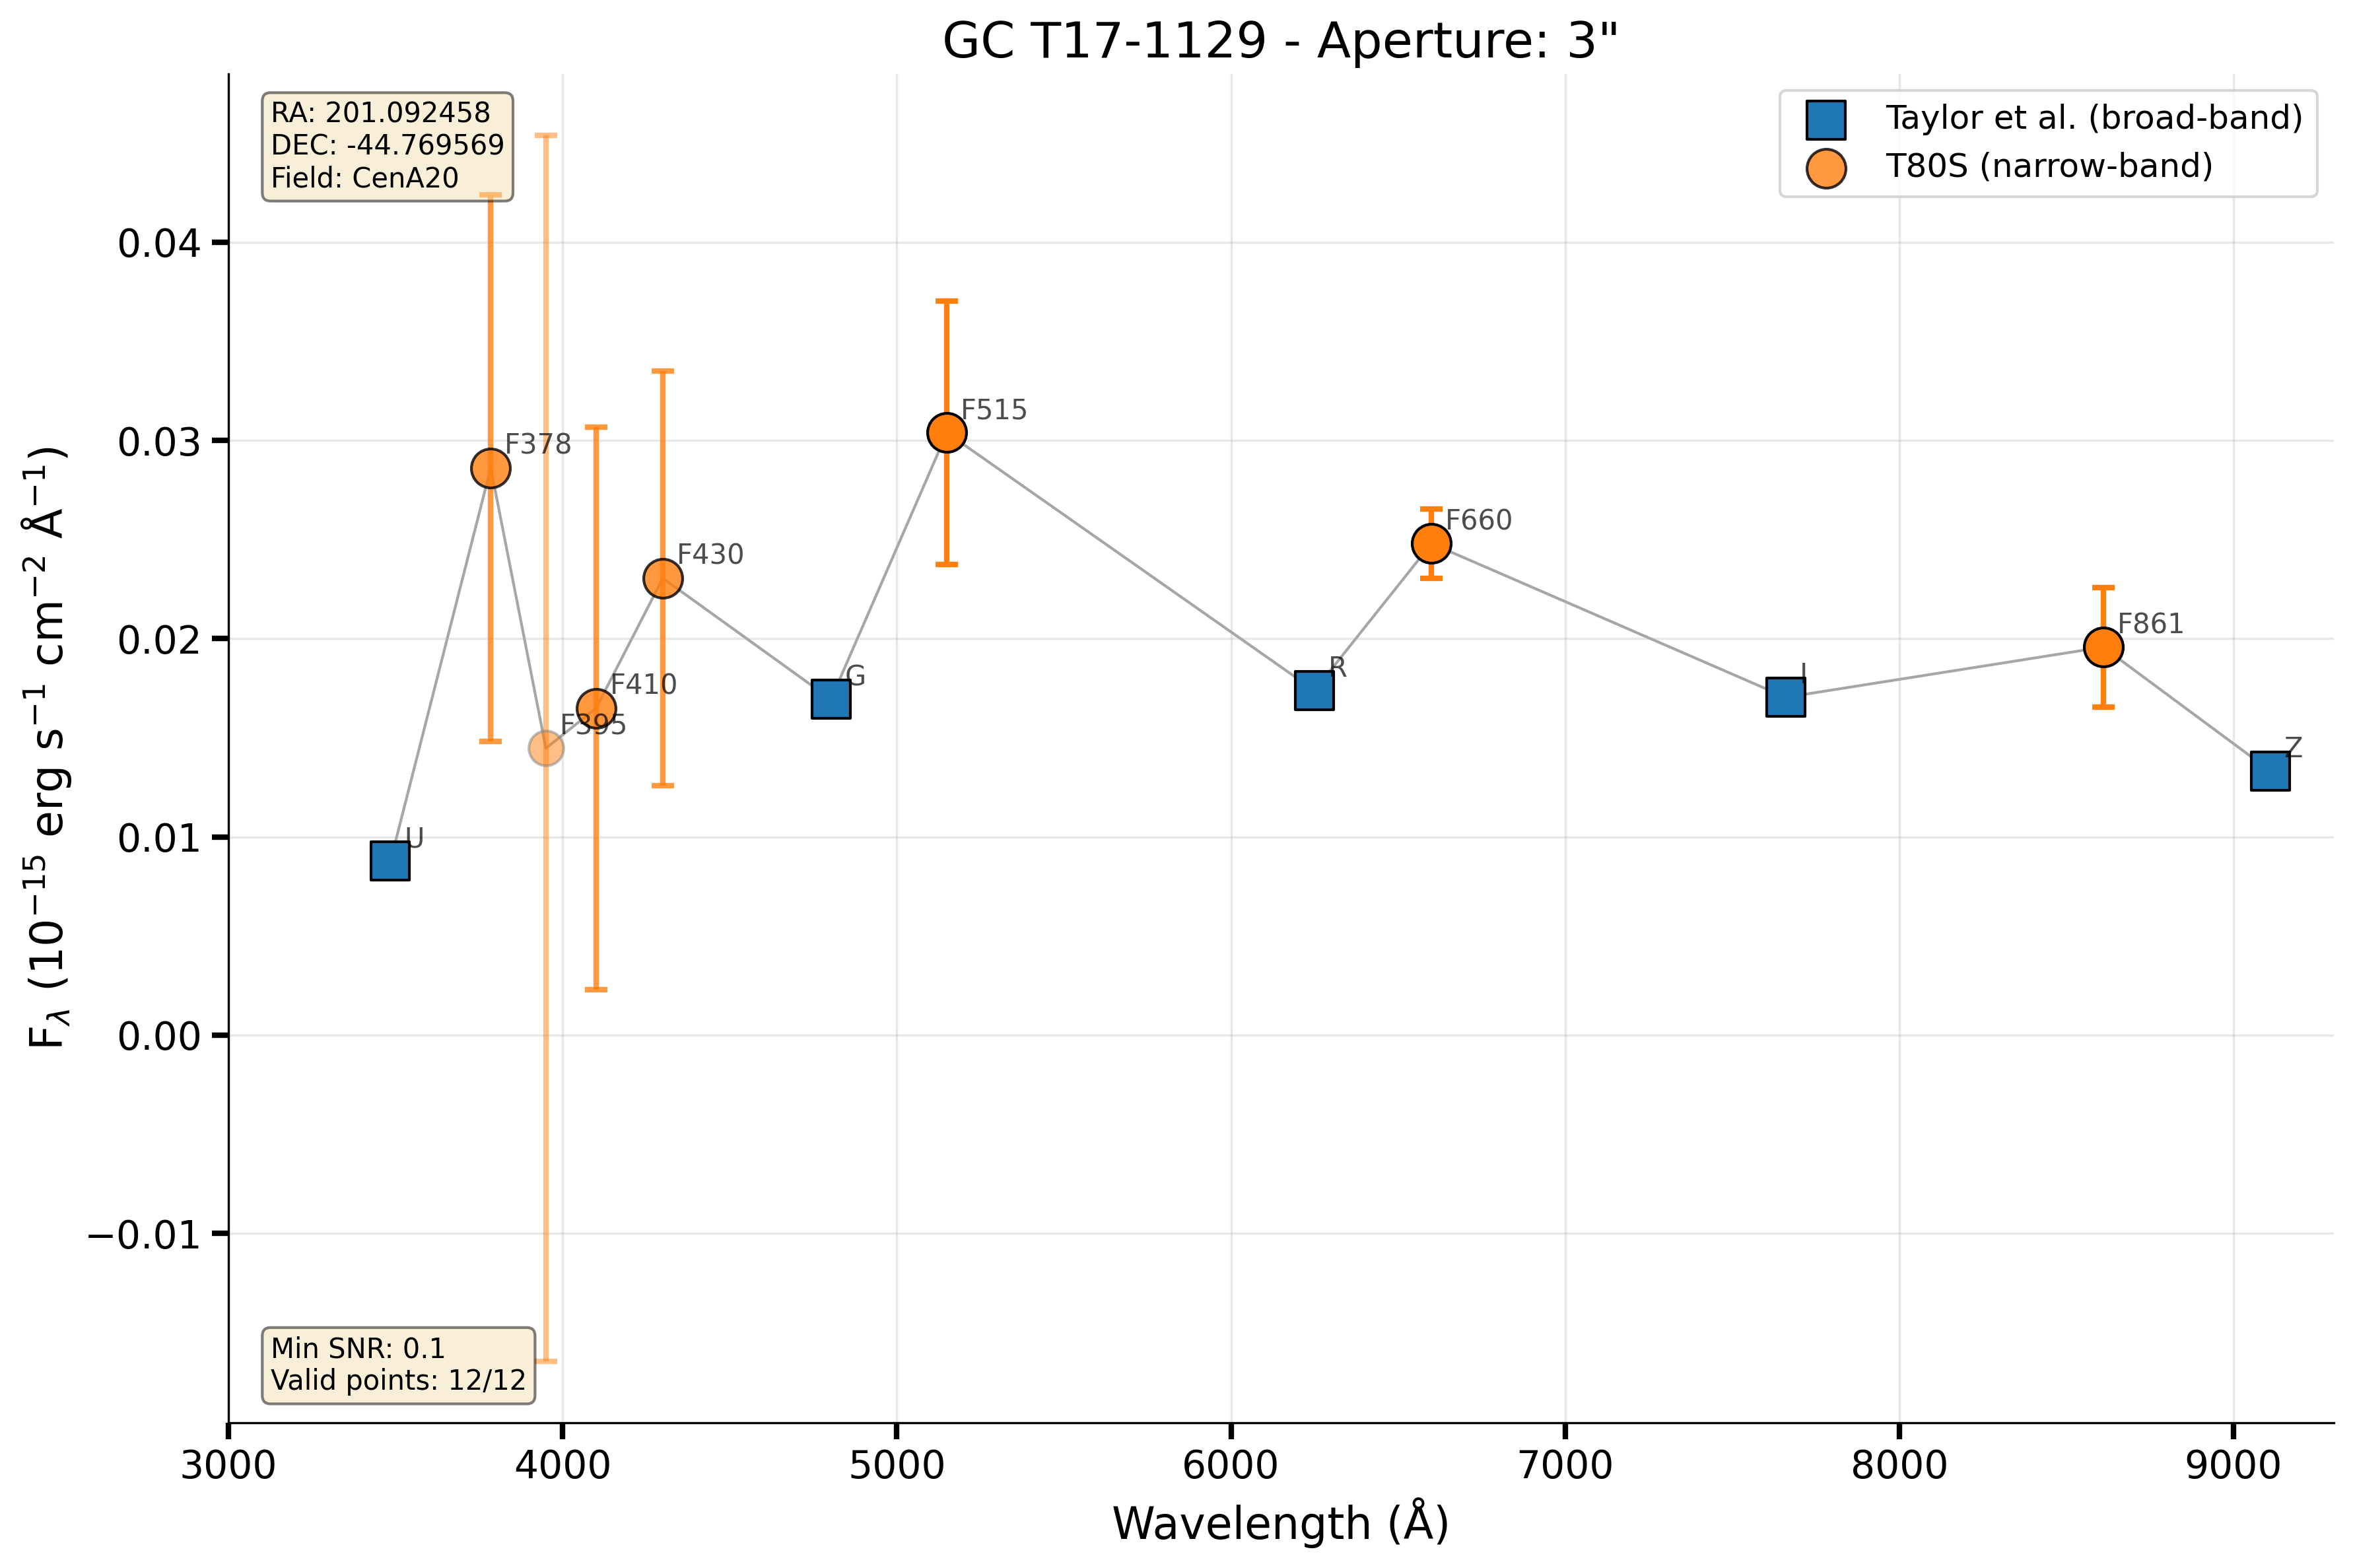 GC T17-1129 - Aperture: 3"
RA: 201.092458
DEC: -44.769569
Field: CenA20
Taylor et al. (broad-band)
T80S (narrow-band)
F_λ (10^−15 erg s^−1 cm^−2 Å^−1)
0.04
0.03
0.02
0.01
0.00
−0.01
U
F378
F395
F410
F430
G
F515
R
F660
I
F861
Z
Min SNR: 0.1
Valid points: 12/12
3000
4000
5000
6000
7000
8000
9000
Wavelength (Å)